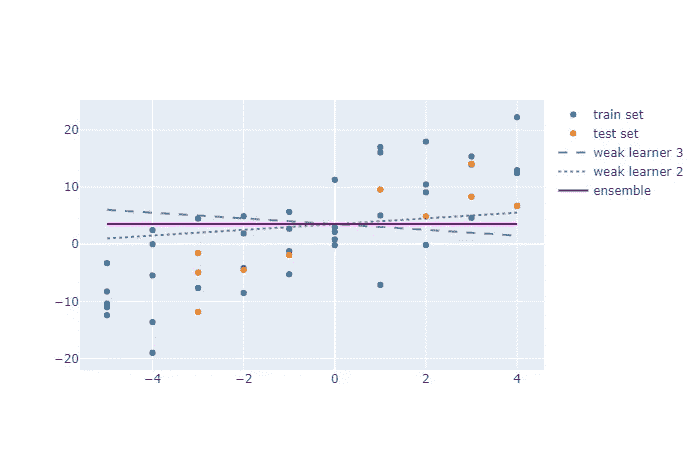 train set
test set
weak learner 3
weak learner 2
ensemble
20
10
0
−10
−20
−4 −2 0 2 4